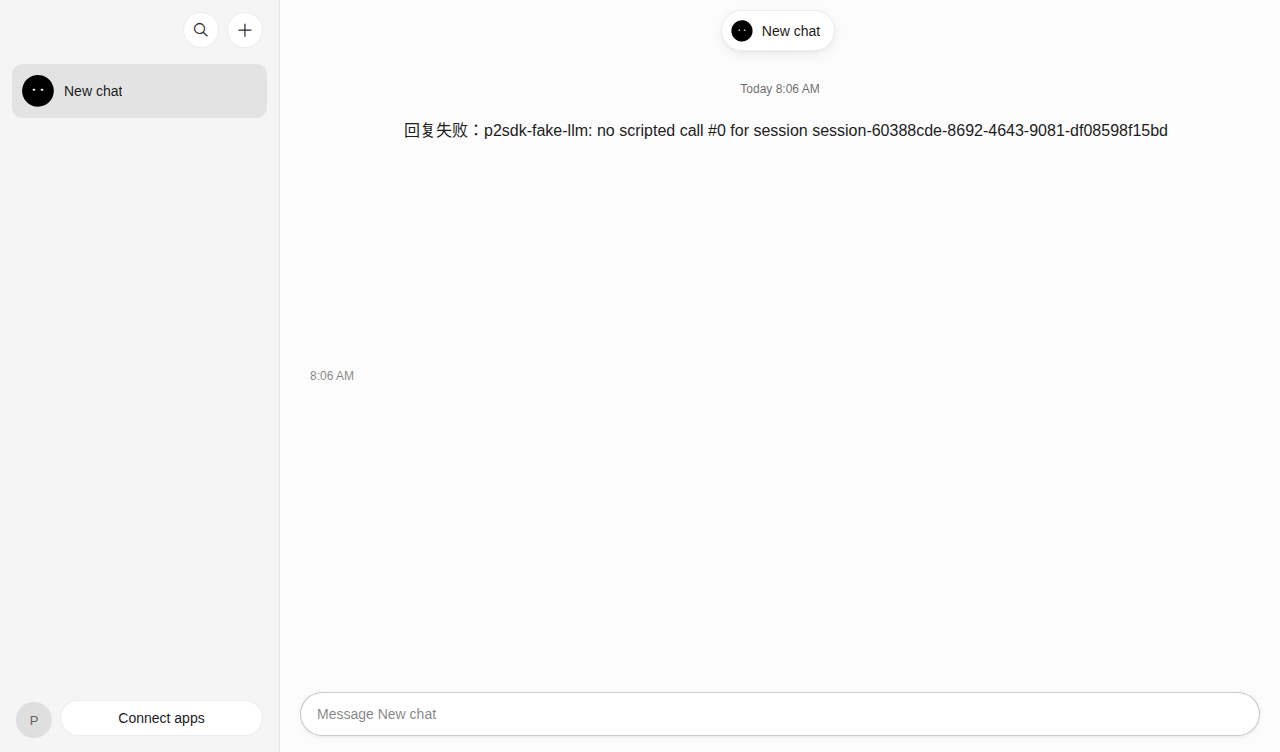 New chat
New chat
Today 8:06 AM
回复失败：p2sdk-fake-llm: no scripted call #0 for session session-60388cde-8692-4643-9081-df08598f15bd
8:06 AM
P
Connect apps
Message New chat